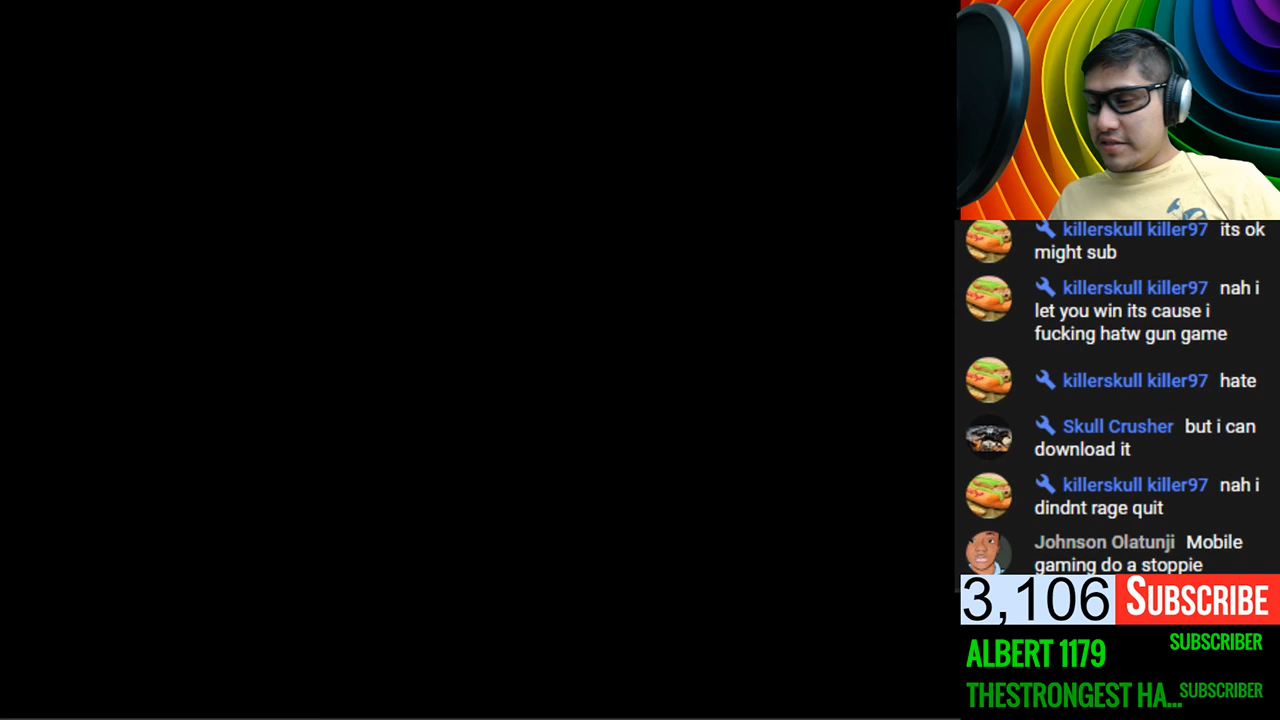 killerskull killer97 its ok
might sub
killerskull killer97 nah i
let you win its cause i
fucking hatw gun game
killerskull killer97 hate
Skull Crusher but i can
download it
killerskull killer97 nah i
dindnt rage quit
Johnson Olatunji Mobile
gaming do a stoppie
3,106 SUBSCRIBE
ALBERT 1179 SUBSCRIBER
THESTRONGEST HA... SUBSCRIBER